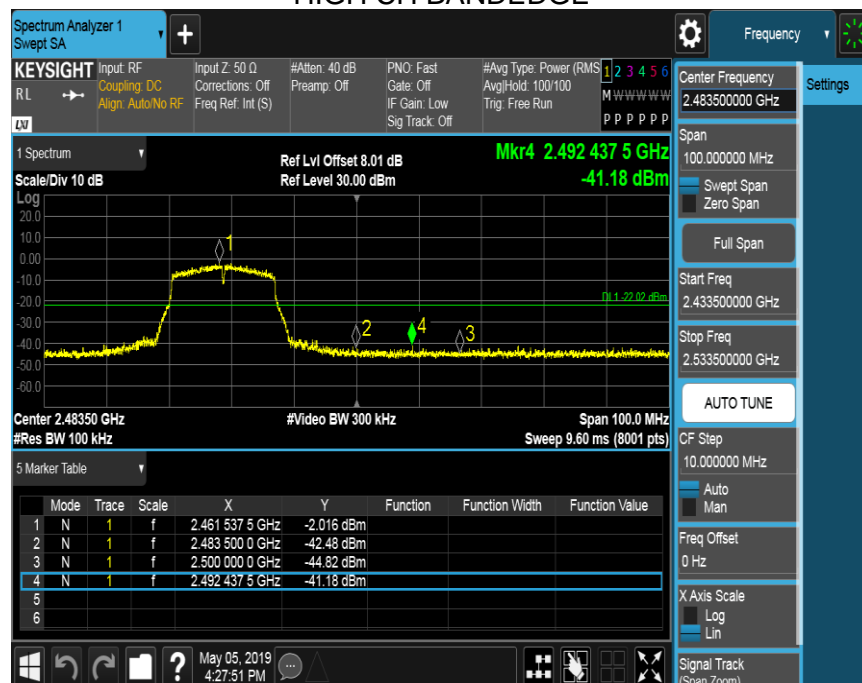 Spectrum Analyzer 1
Swept SA
Frequency
KEYSIGHT
RL
LXI
Input: RF
Coupling: DC
Align: Auto/No RF
Input Z: 50 Ω
Corrections: Off
Freq Ref: Int (S)
#Atten: 40 dB
Preamp: Off
PNO: Fast
Gate: Off
IF Gain: Low
Sig Track: Off
#Avg Type: Power (RMS
Avg|Hold: 100/100
Trig: Free Run
1 2 3 4 5 6
M W W W W W
P P P P P P
1 Spectrum
Scale/Div 10 dB
Ref Lvl Offset 8.01 dB
Ref Level 30.00 dBm
Mkr4 2.492 437 5 GHz
-41.18 dBm
Log
20.0
10.0
0.00
-10.0
-20.0
-30.0
-40.0
-50.0
-60.0
1
2
4
3
DL1 -22.02 dBm
Center 2.48350 GHz
#Video BW 300 kHz
Span 100.0 MHz
#Res BW 100 kHz
Sweep 9.60 ms (8001 pts)
5 Marker Table
Mode Trace Scale X Y Function Function Width Function Value
1 N 1 f 2.461 537 5 GHz -2.016 dBm
2 N 1 f 2.483 500 0 GHz -42.48 dBm
3 N 1 f 2.500 000 0 GHz -44.82 dBm
4 N 1 f 2.492 437 5 GHz -41.18 dBm
5
6
May 05, 2019
4:27:51 PM
Center Frequency
2.483500000 GHz
Settings
Span
100.000000 MHz
Swept Span
Zero Span
Full Span
Start Freq
2.433500000 GHz
Stop Freq
2.533500000 GHz
AUTO TUNE
CF Step
10.000000 MHz
Auto
Man
Freq Offset
0 Hz
X Axis Scale
Log
Lin
Signal Track
(Span Zoom)